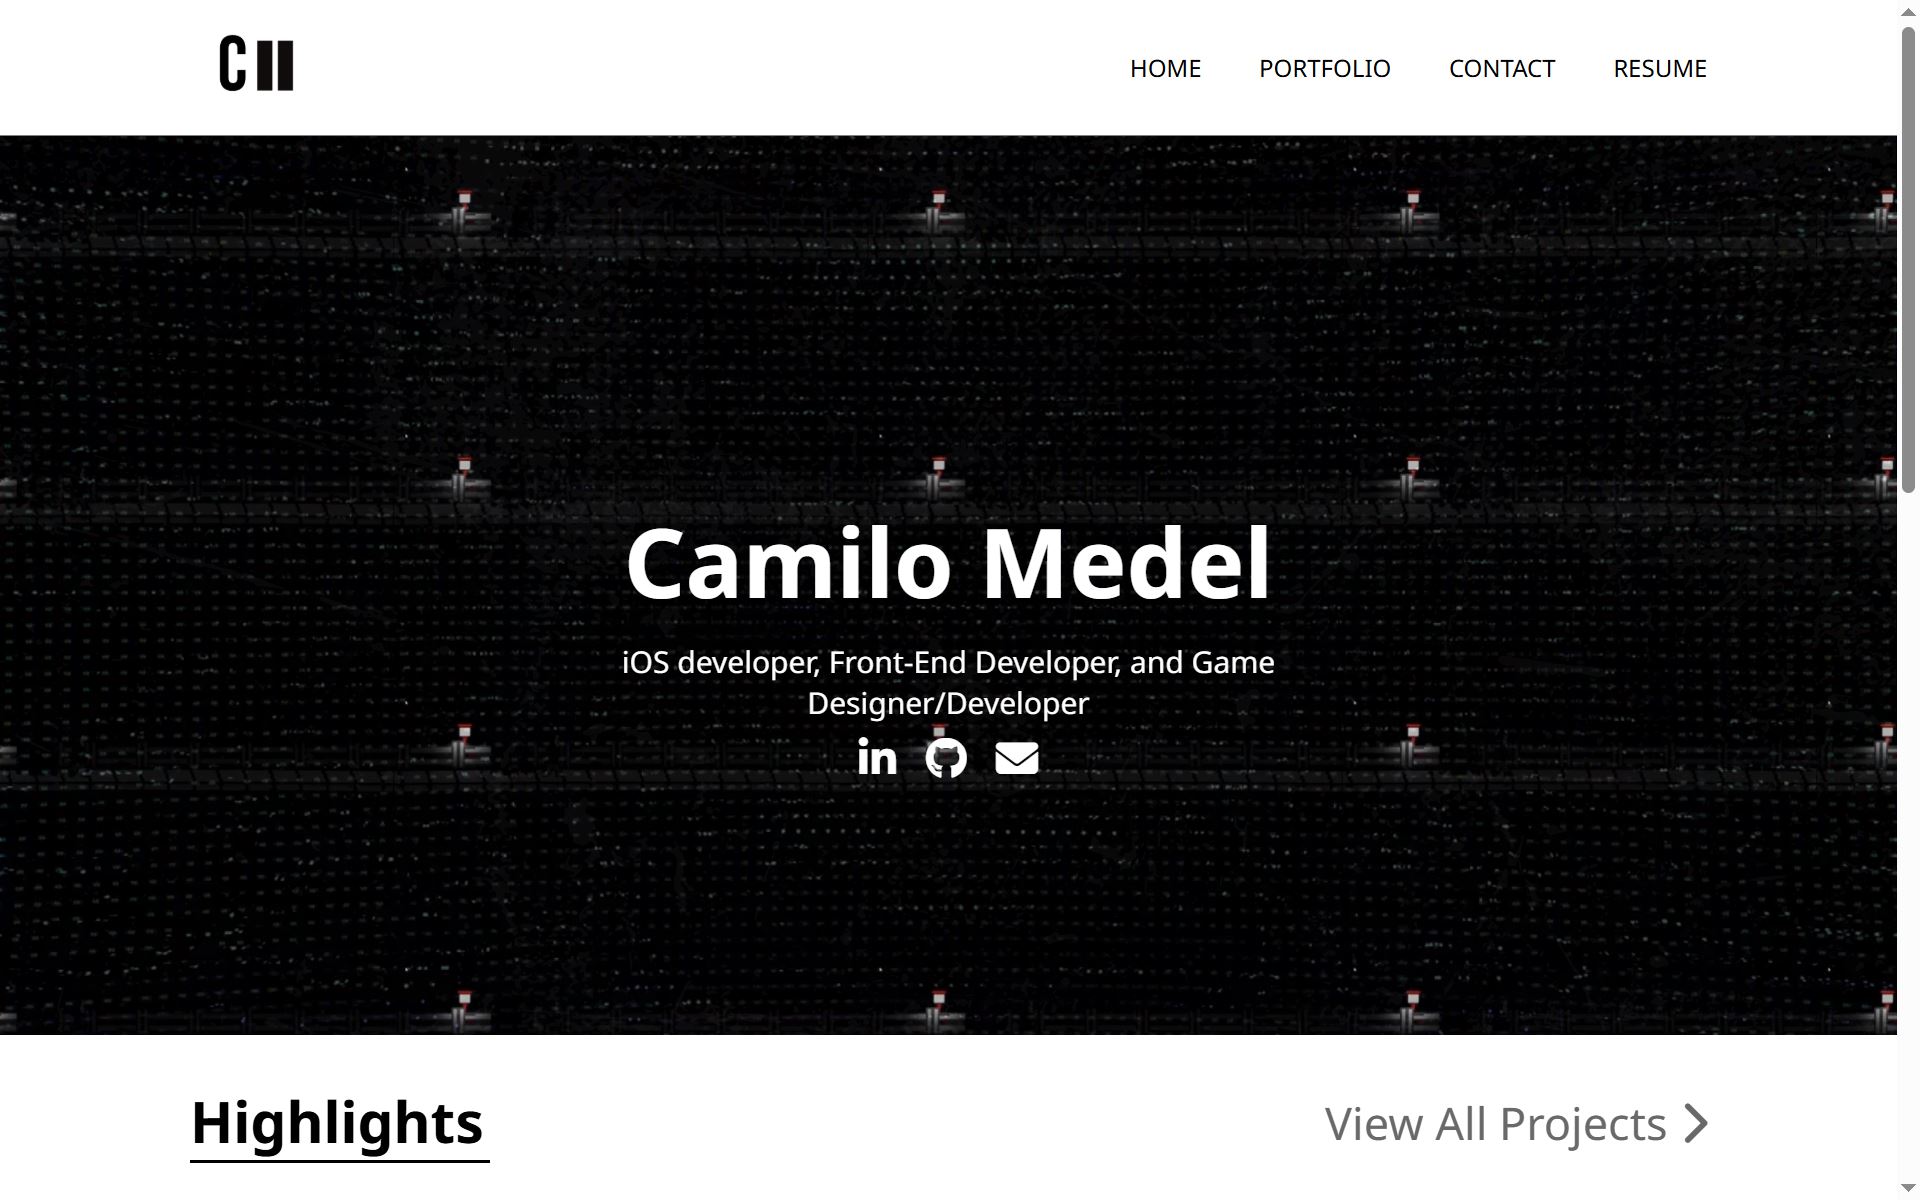 C
HOME PORTFOLIO CONTACT RESUME
Camilo Medel
iOS developer, Front-End Developer, and Game
Designer/Developer
in
Highlights
View All Projects